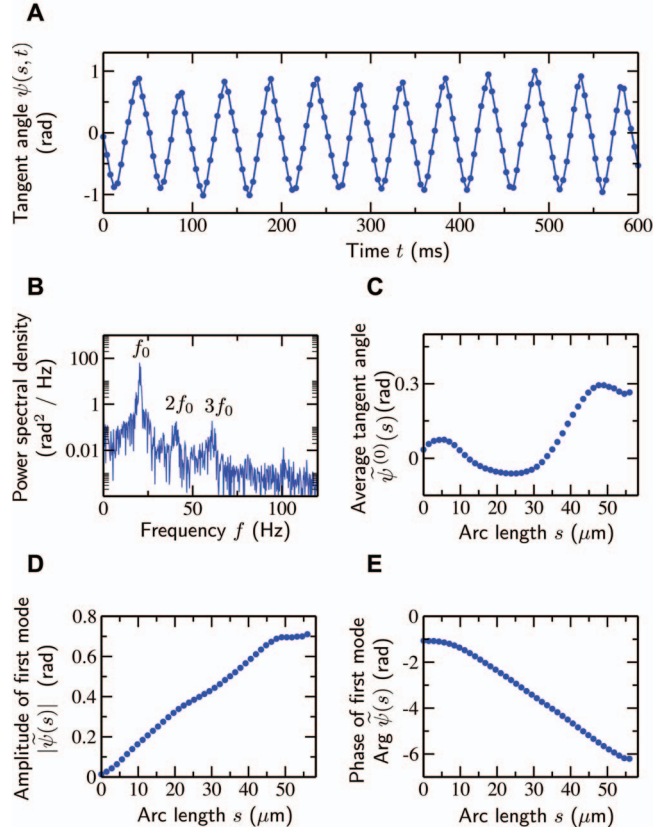 A
Tangent angle ψ(s,t)
(rad)
1
0
-1
0 100 200 300 400 500 600
Time t (ms)
B
Power spectral density
(rad² / Hz)
100
1
0.01
f₀
2f₀ 3f₀
0 50 100
Frequency f (Hz)
C
Average tangent angle
ψ̃⁽⁰⁾(s) (rad)
0.3
0
0 10 20 30 40 50
Arc length s (μm)
D
Amplitude of first mode
|ψ̃(s)| (rad)
0.8
0.6
0.4
0.2
0
0 10 20 30 40 50
Arc length s (μm)
E
Phase of first mode
Arg ψ̃(s) (rad)
0
-2
-4
-6
0 10 20 30 40 50
Arc length s (μm)